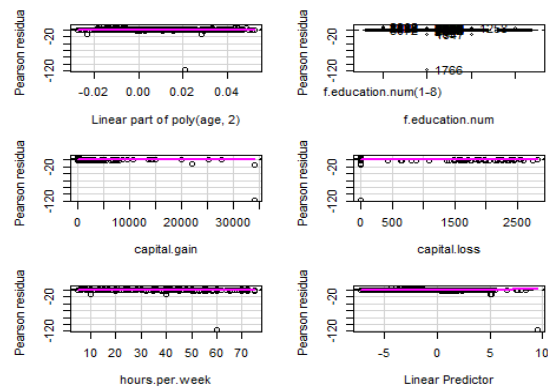 Pearson residua
-20
-120
-0.02 0.00 0.02 0.04
Linear part of poly(age, 2)
Pearson residua
-20
-120
1766
f.education.num(1-8)
f.education.num
Pearson residua
-20
-120
0 10000 20000 30000
capital.gain
Pearson residua
-20
-120
0 500 1500 2500
capital.loss
Pearson residua
-20
-120
10 20 30 40 50 60 70
hours.per.week
Pearson residua
-20
-120
-5 0 5 10
Linear Predictor